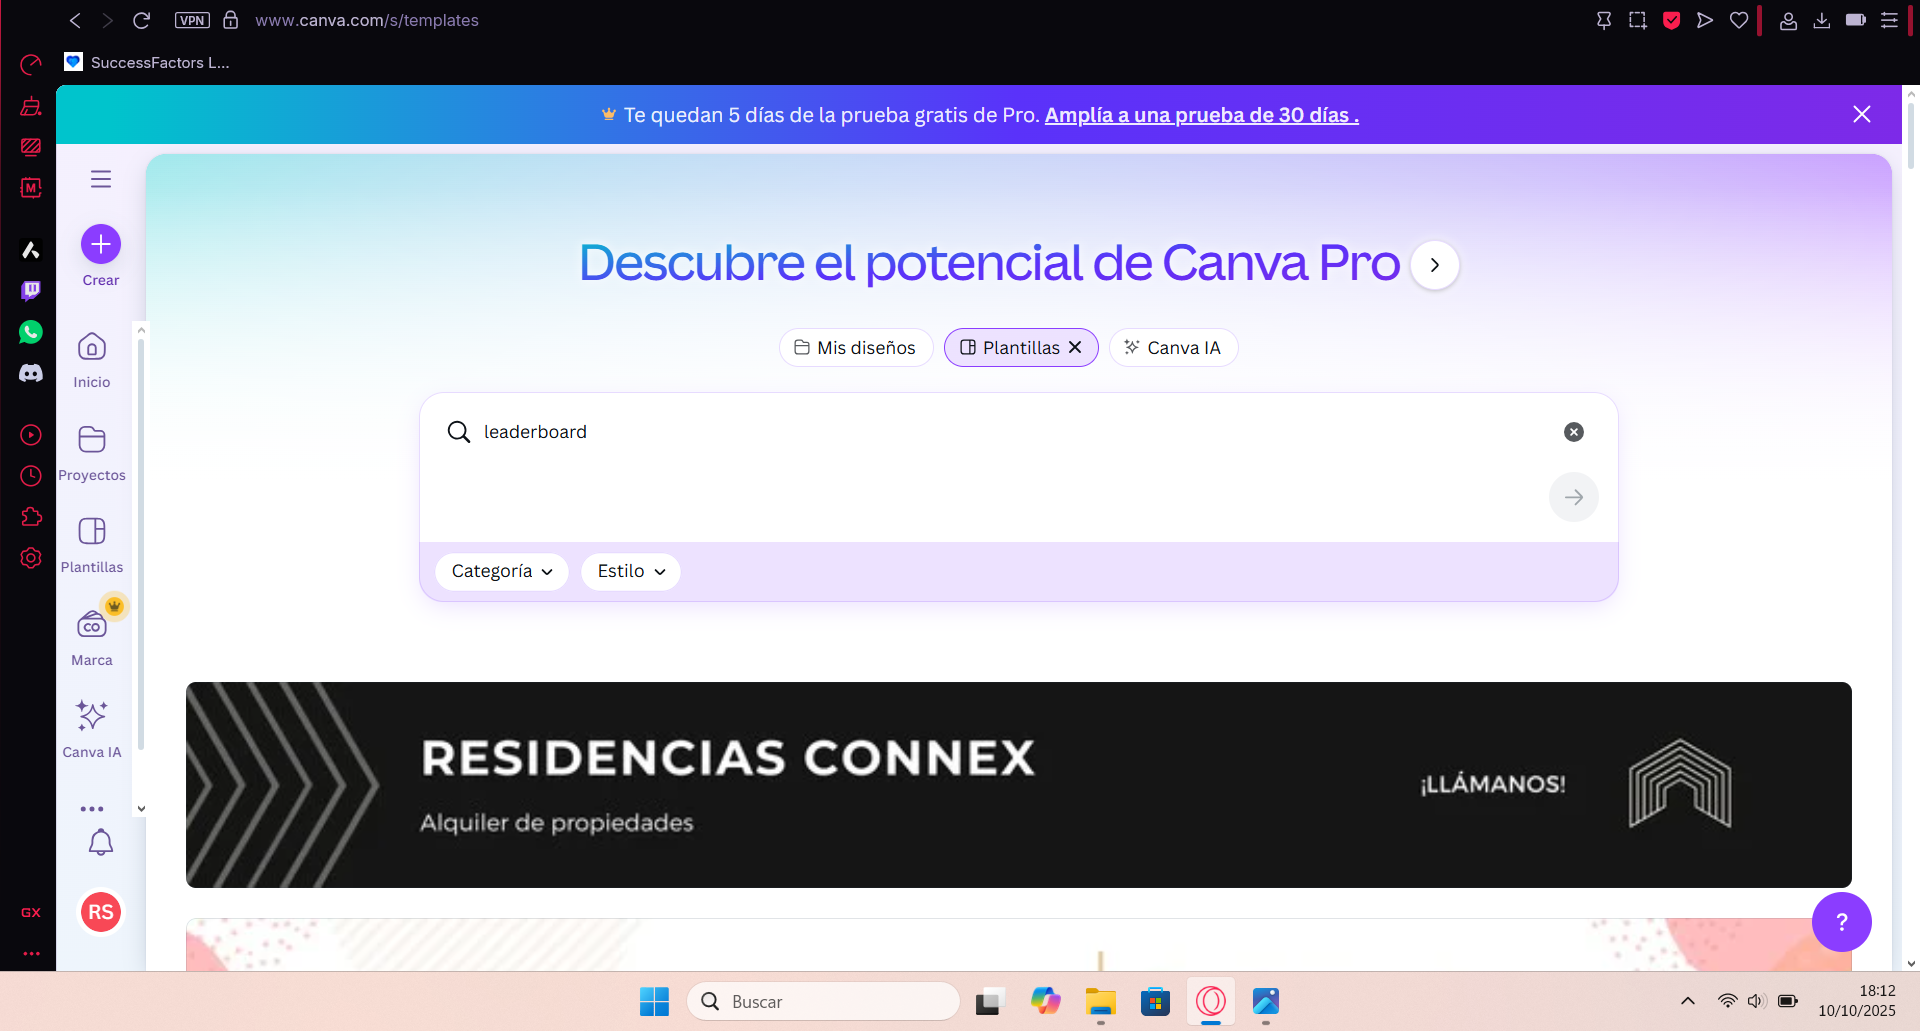 VPN
www.canva.com/s/templates
SuccessFactors L...
Te quedan 5 días de la prueba gratis de Pro. Amplía a una prueba de 30 días .
Crear
Inicio
Proyectos
Plantillas
CO
Marca
Canva IA
RS
M
GX
Descubre el potencial de Canva Pro
Mis diseños
Plantillas
Canva IA
leaderboard
Categoría
Estilo
RESIDENCIAS CONNEX
Alquiler de propiedades
¡LLÁMANOS!
?
Buscar
18:12
10/10/2025